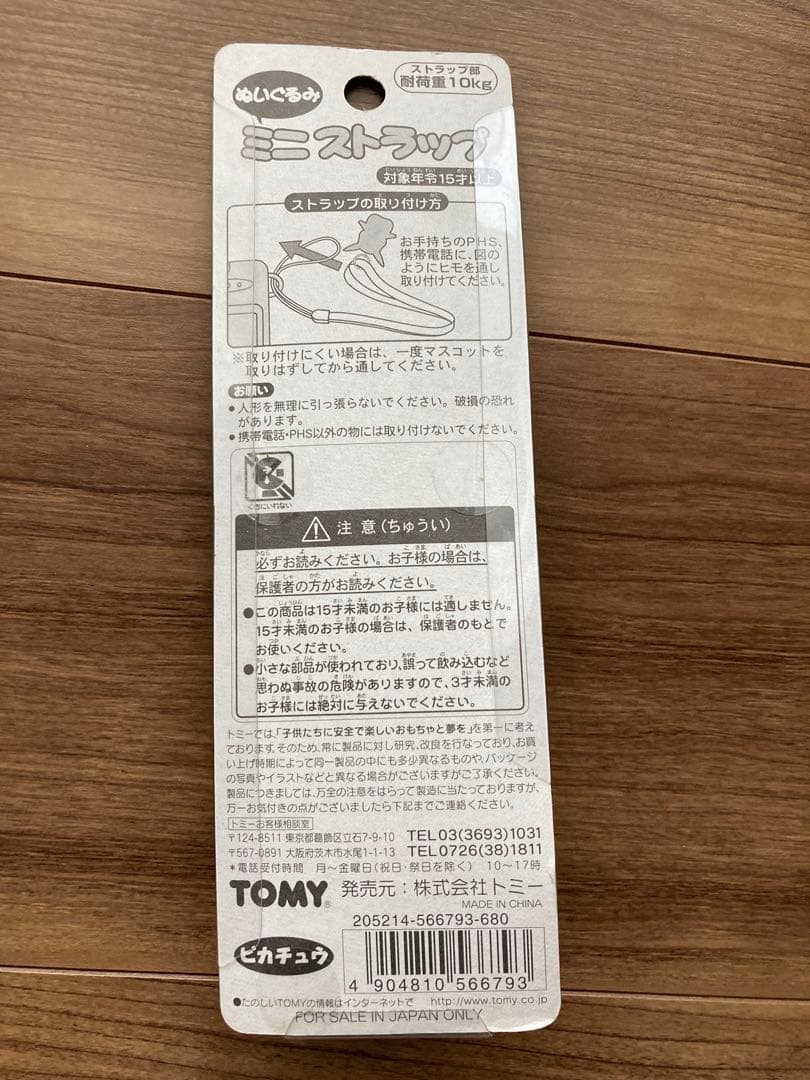 ぬいぐるみ
ストラップ部
耐荷重10kg
ミニストラップ
対象年令15才以上
ストラップの取り付け方
お手持ちのPHS、
携帯電話に、図の
ようにヒモを通し
取り付けてください。
※取り付けにくい場合は、一度マスコットを
取りはずしてから通してください。
お願い
●人形を無理に引っ張らないでください。破損の恐れ
があります。
●携帯電話・PHS以外の物には取り付けないでください。
くちにいれない
注意(ちゅうい)
必ずお読みください。お子様の場合は、
保護者の方がお読みください。
●この商品は15才未満のお子様には適しません。
15才未満のお子様の場合は、保護者のもとで
お使いください。
●小さな部品が使われており、誤って飲み込むなど
思わぬ事故の危険がありますので、3才未満の
お子様には絶対に与えないでください。
トミーでは、「子供たちに安全で楽しいおもちゃと夢を」を第一に考え
ております。そのため、常に製品に対し研究、改良を行なっており、お買
い上げ時期によって同一製品の中にも多少異なるものや、パッケージ
の写真やイラストなどと異なる場合がございますがご了承ください。
製品につきましては、万全の注意をはらって製造に当たっておりますが、
万一お気付きの点がございましたら下記までご連絡ください。
トミーお客様相談室
〒124-8511 東京都葛飾区立石7-9-10 TEL03(3693)1031
〒567-0891 大阪府茨木市水尾1-1-13 TEL0726(38)1811
*電話受付時間 月〜金曜日(祝日・祭日を除く) 10〜17時
TOMY® 発売元:株式会社トミー
MADE IN CHINA
205214-566793-680
ピカチュウ
4 904810 566793
●たのしいTOMYの情報はインターネットで http://www.tomy.co.jp
FOR SALE IN JAPAN ONLY